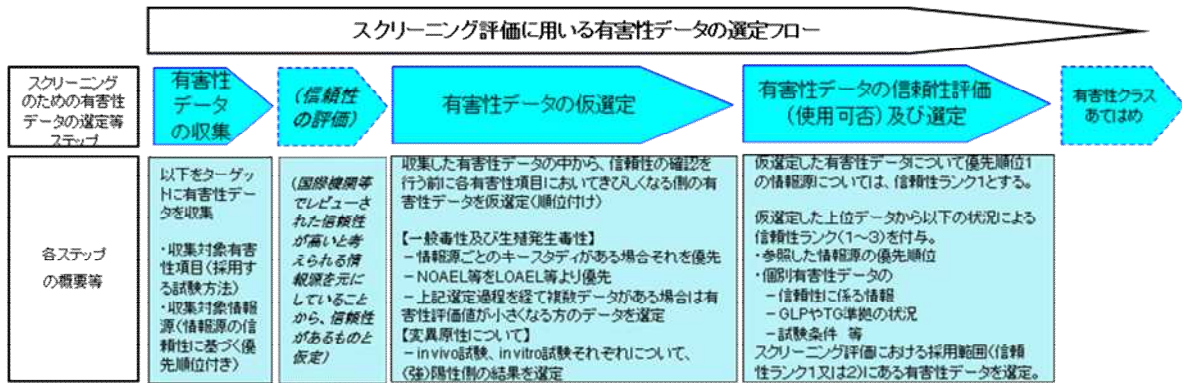 スクリーニング評価に用いる有害性データの選定フロー
スクリーニング
のための有害性
データの選定等
ステップ
有害性
データ
の収集
(信頼性
の評価)
有害性データの仮選定
有害性データの信頼性評価
(使用可否)及び選定
有害性クラス
あてはめ
各ステップ
の概要等
以下をターゲッ
トに有害性デー
タを収集
・収集対象有害
性項目(採用す
る試験方法)
・収集対象情報
源(情報源の信
頼性に基づく優
先順位付き)
(国際機関等
でレビューさ
れた信頼性
が高いと考
えられる情
報源を元に
していること
から、信頼性
があるものと
仮定)
収集した有害性データの中から、信頼性の確認を
行う前に各有害性項目においてきびしくなる側の有
害性データを仮選定(順位付け)
【一般毒性及び生殖発生毒性】
－情報源ごとのキースタディがある場合それを優先
－NOAEL等をLOAEL等より優先
－上記選定過程を経て複数データがある場合は有
害性評価値が小さくなる方のデータを選定
【変異原性について】
－in vivo試験、in vitro試験それぞれについて、
(強)陽性側の結果を選定
仮選定した有害性データについて優先順位1
の情報源については、信頼性ランク1とする。
仮選定した上位データから以下の状況による
信頼性ランク(1～3)を付与。
・参照した情報源の優先順位
・個別有害性データの
－信頼性に係る情報
－GLPやTG準拠の状況
－試験条件 等
スクリーニング評価における採用範囲(信頼
性ランク1又は2)にある有害性データを選定。